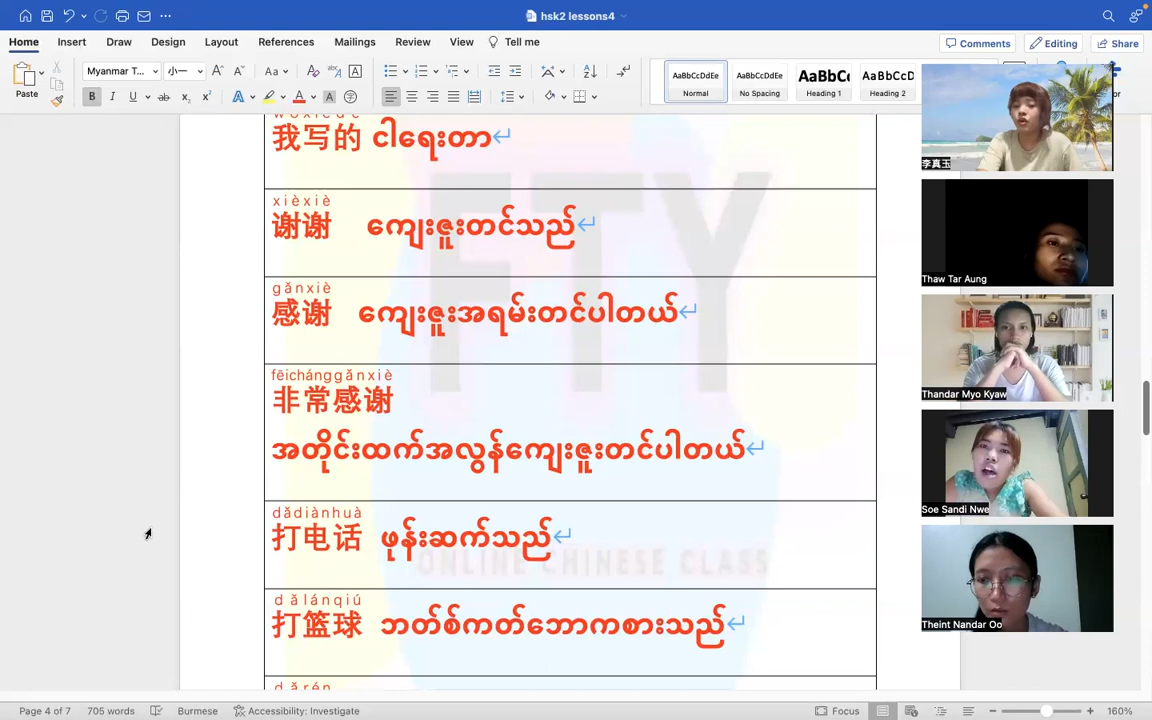 hsk2 lessons4
Home Insert Draw Design Layout References Mailings Review View Tell me
Comments Editing Share
Paste
Myanmar T... 小一
AaBbCcDdEe AaBbCcDdEe AaBbC AaBbCcD
Normal No Spacing Heading 1 Heading 2
我写的 ငါရေးတာ
xièxiè
谢谢 ကျေးဇူးတင်သည်
gǎnxiè
感谢 ကျေးဇူးအရမ်းတင်ပါတယ်
fēichánggǎnxiè
非常感谢
အတိုင်းထက်အလွန်ကျေးဇူးတင်ပါတယ်
dǎdiànhuà
打电话 ဖုန်းဆက်သည်
dǎlánqiú
打篮球 ဘတ်စ်ကတ်ဘောကစားသည်
dǎrén
FTY
ONLINE CHINESE CLASS
李真玉
Thaw Tar Aung
Thandar Myo Kyaw
Soe Sandi Nwe
Theint Nandar Oo
Page 4 of 7 705 words Burmese Accessibility: Investigate Focus 160%